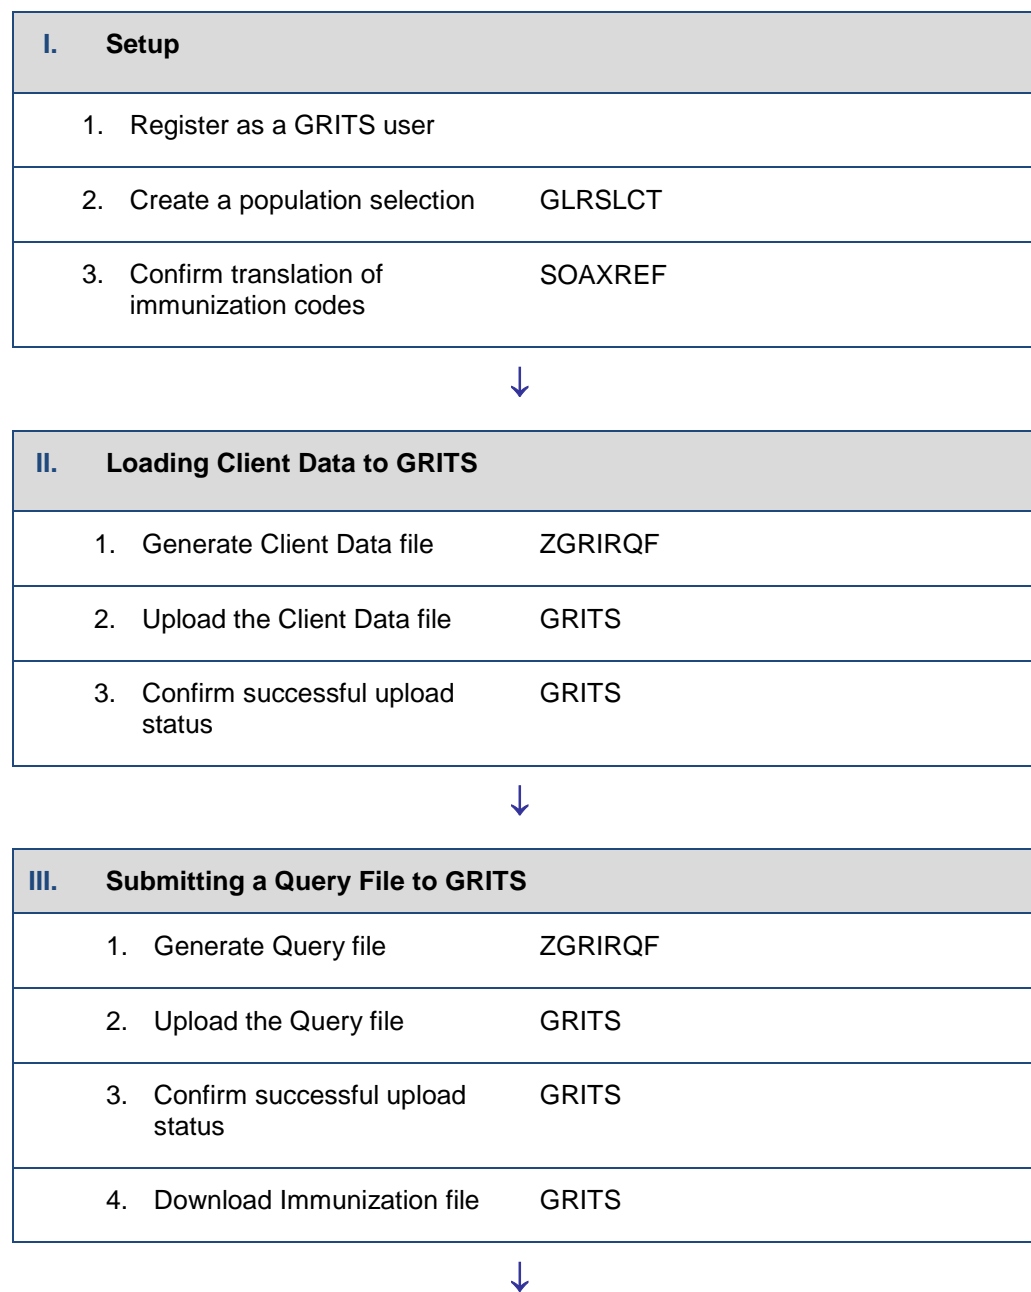 I. Setup
1. Register as a GRITS user
2. Create a population selection GLRSLCT
3. Confirm translation of SOAXREF
immunization codes
↓
II. Loading Client Data to GRITS
1. Generate Client Data file ZGRIRQF
2. Upload the Client Data file GRITS
3. Confirm successful upload GRITS
status
↓
III. Submitting a Query File to GRITS
1. Generate Query file ZGRIRQF
2. Upload the Query file GRITS
3. Confirm successful upload GRITS
status
4. Download Immunization file GRITS
↓